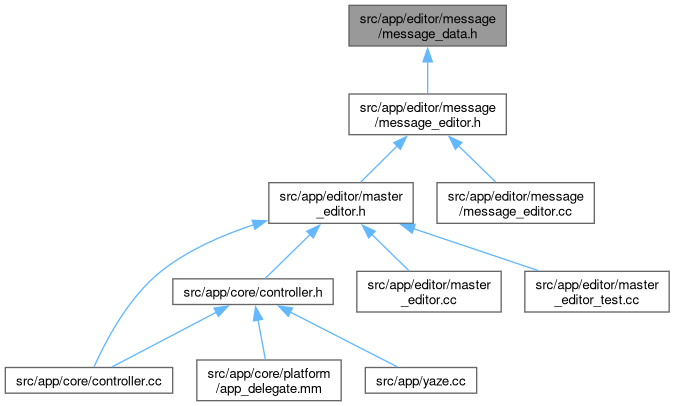 src/app/editor/message
/message_data.h
src/app/editor/message
/message_editor.h
src/app/editor/master
_editor.h
src/app/editor/message
/message_editor.cc
src/app/core/controller.h
src/app/editor/master
_editor.cc
src/app/editor/master
_editor_test.cc
src/app/core/controller.cc
src/app/core/platform
/app_delegate.mm
src/app/yaze.cc